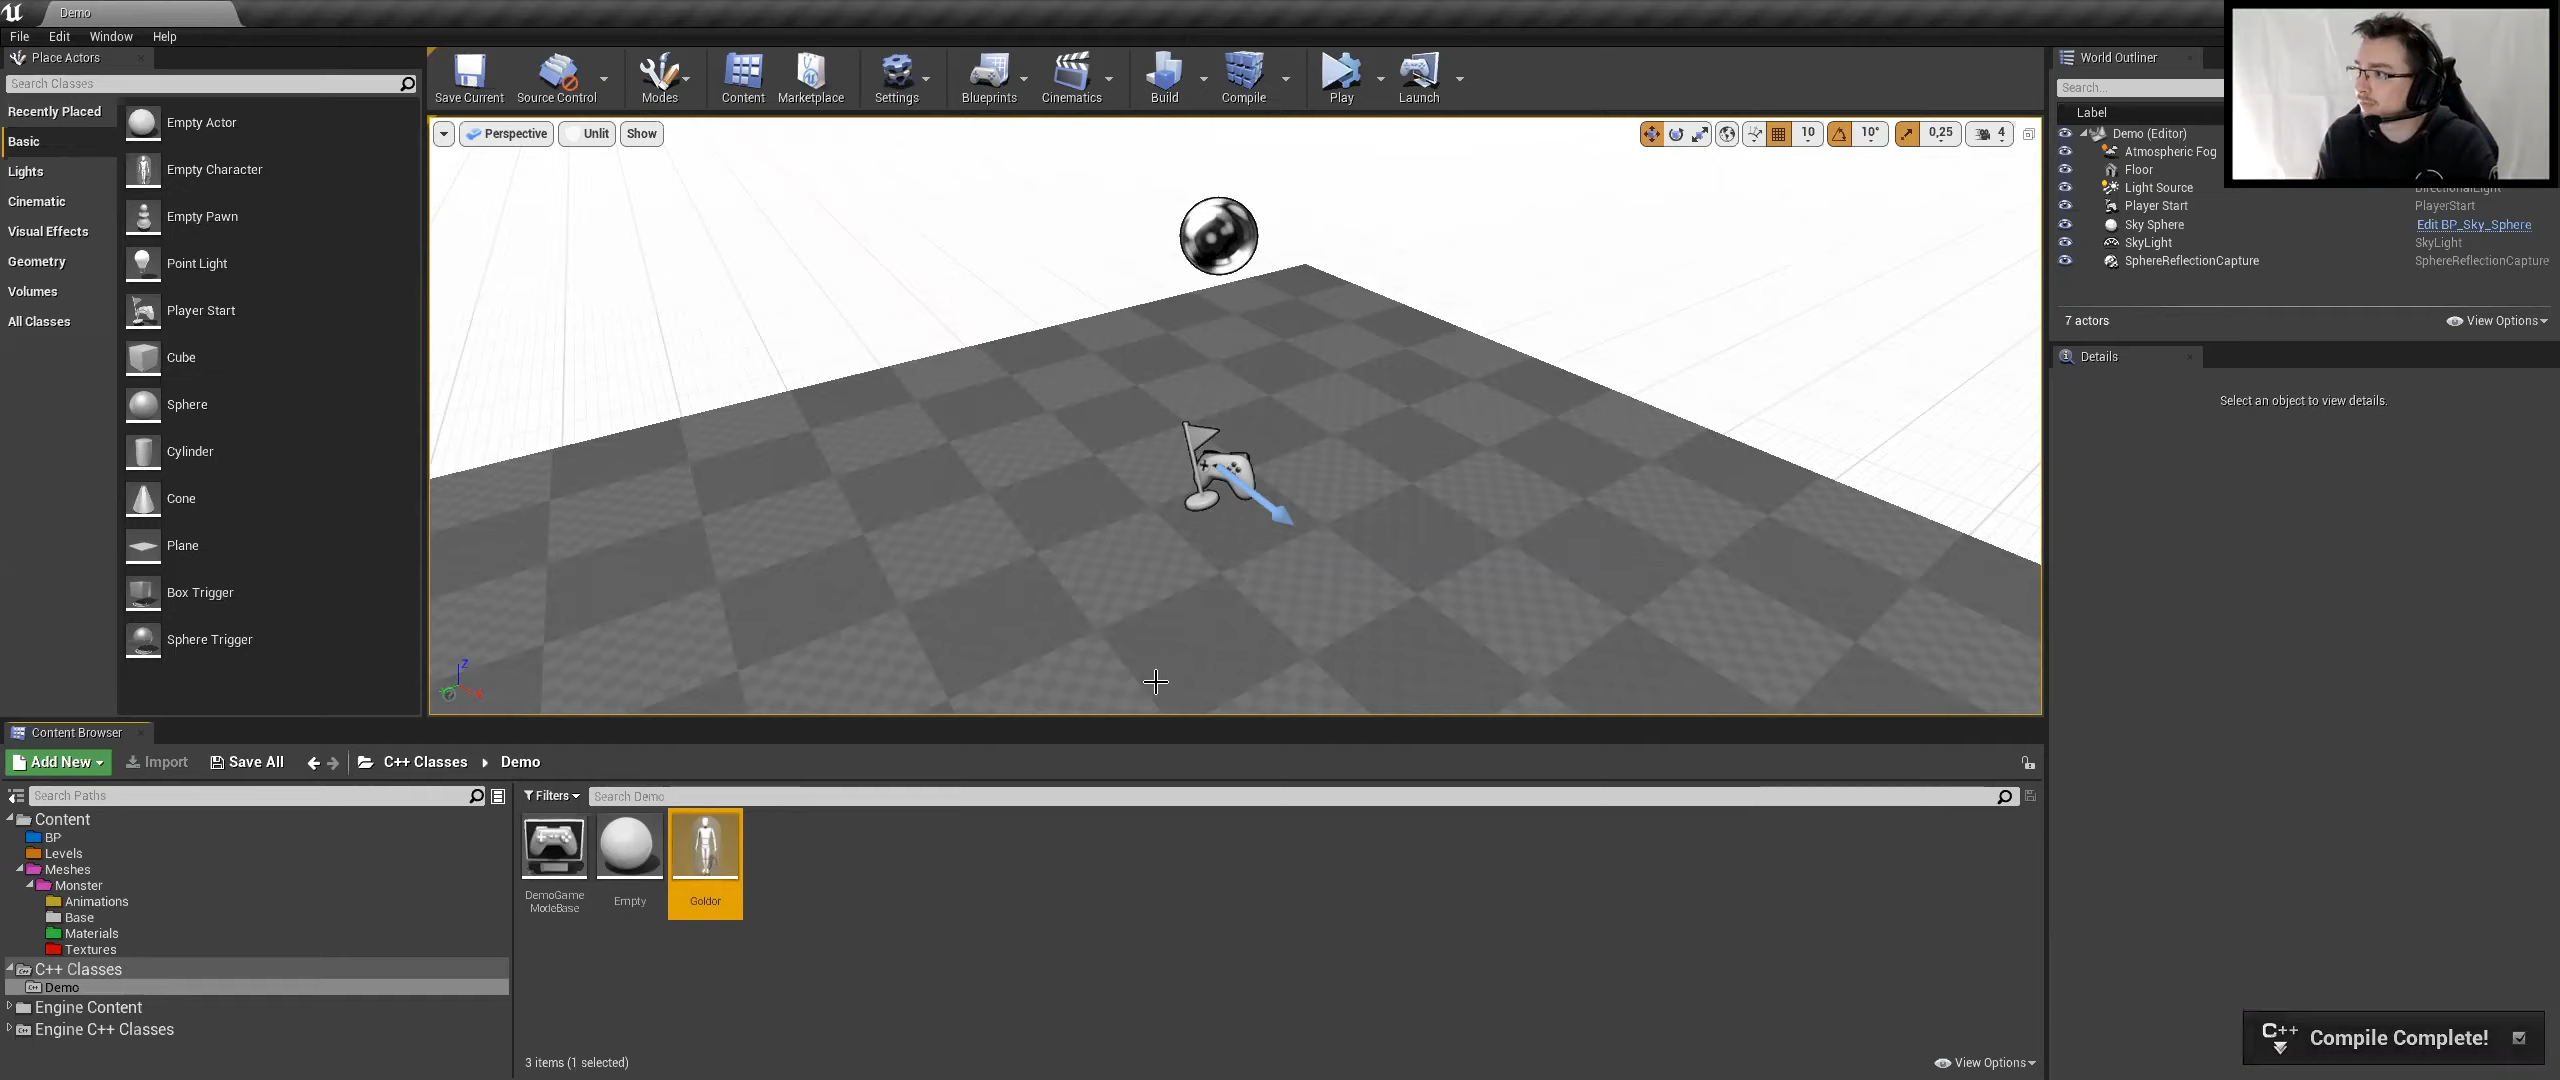 Demo
File Edit Window Help
Place Actors
Search Classes
Recently Placed
Basic
Lights
Cinematic
Visual Effects
Geometry
Volumes
All Classes
Empty Actor
Empty Character
Empty Pawn
Point Light
Player Start
Cube
Sphere
Cylinder
Cone
Plane
Box Trigger
Sphere Trigger
Save Current Source Control Modes Content Marketplace Settings Blueprints Cinematics Build Compile Play Launch
Perspective Unlit Show
10 10° 0,25 4
Z
X
World Outliner
Search...
Label
Demo (Editor)
Atmospheric Fog
Floor
Light Source DirectionalLight
Player Start PlayerStart
Sky Sphere Edit BP_Sky_Sphere
SkyLight SkyLight
SphereReflectionCapture SphereReflectionCapture
7 actors View Options
Details
Select an object to view details.
Content Browser
Add New Import Save All C++ Classes Demo
Search Paths
Content
BP
Levels
Meshes
Monster
Animations
Base
Materials
Textures
C++ Classes
Demo
Engine Content
Engine C++ Classes
Filters Search Demo
DemoGame
ModeBase
Empty
Goldor
3 items (1 selected) View Options
C++ Compile Complete!